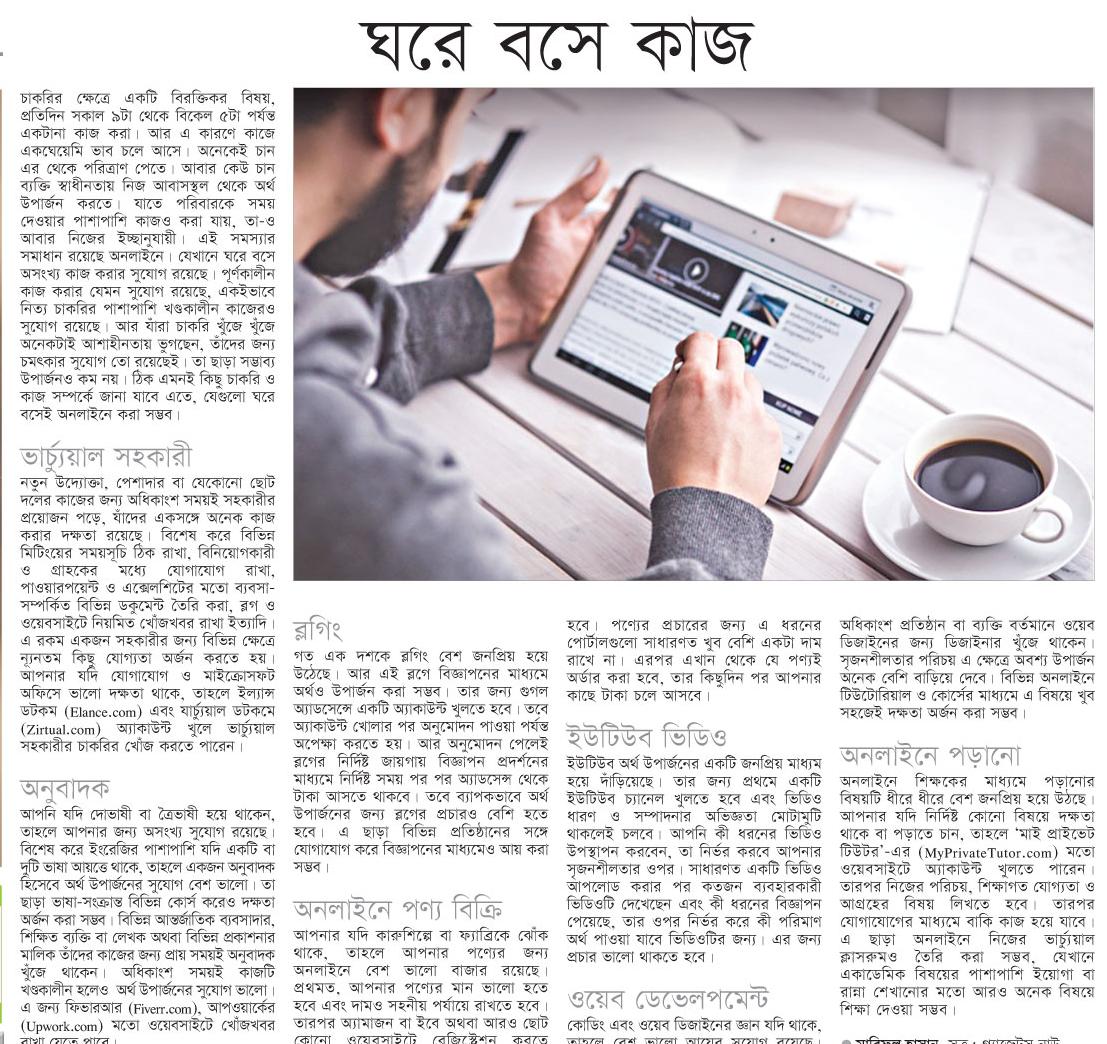 ঘরে বসে কাজ
চাকরির ক্ষেত্রে একটি বিরক্তিকর বিষয়,
প্রতিদিন সকাল ৯টা থেকে বিকেল ৫টা পর্যন্ত
একটানা কাজ করা। আর এ কারণে কাজে
একঘেয়েমি ভাব চলে আসে। অনেকেই চান
এর থেকে পরিত্রাণ পেতে। আবার কেউ চান
ব্যক্তি স্বাধীনতায় নিজ আবাসস্থল থেকে অর্থ
উপার্জন করতে। যাতে পরিবারকে সময়
দেওয়ার পাশাপাশি কাজও করা যায়, তা-ও
আবার নিজের ইচ্ছানুযায়ী। এই সমস্যার
সমাধান রয়েছে অনলাইনে। যেখানে ঘরে বসে
অসংখ্য কাজ করার সুযোগ রয়েছে। পূর্ণকালীন
কাজ করার যেমন সুযোগ রয়েছে, একইভাবে
নিত্য চাকরির পাশাপাশি খণ্ডকালীন কাজেরও
সুযোগ রয়েছে। আর যাঁরা চাকরি খুঁজে খুঁজে
অনেকটাই আশাহীনতায় ভুগছেন, তাঁদের জন্য
চমৎকার সুযোগ তো রয়েছেই। তা ছাড়া সম্ভাব্য
উপার্জনও কম নয়। ঠিক এমনই কিছু চাকরি ও
কাজ সম্পর্কে জানা যাবে এতে, যেগুলো ঘরে
বসেই অনলাইনে করা সম্ভব।
ভার্চ্যুয়াল সহকারী
নতুন উদ্যোক্তা, পেশাদার বা যেকোনো ছোট
দলের কাজের জন্য অধিকাংশ সময়ই সহকারীর
প্রয়োজন পড়ে, যাঁদের একসঙ্গে অনেক কাজ
করার দক্ষতা রয়েছে। বিশেষ করে বিভিন্ন
মিটিংয়ের সময়সূচি ঠিক রাখা, বিনিয়োগকারী
ও গ্রাহকের মধ্যে যোগাযোগ রাখা,
পাওয়ারপয়েন্ট ও এক্সেলশিটের মতো ব্যবসা-
সম্পর্কিত বিভিন্ন ডকুমেন্ট তৈরি করা, ব্লগ ও
ওয়েবসাইটে নিয়মিত খোঁজখবর রাখা ইত্যাদি।
এ রকম একজন সহকারীর জন্য বিভিন্ন ক্ষেত্রে
ন্যূনতম কিছু যোগ্যতা অর্জন করতে হয়।
আপনার যদি যোগাযোগ ও মাইক্রোসফট
অফিসে ভালো দক্ষতা থাকে, তাহলে ইল্যান্স
ডটকম (Elance.com) এবং যার্চ্যুয়াল ডটকমে
(Zirtual.com) অ্যাকাউন্ট খুলে ভার্চ্যুয়াল
সহকারীর চাকরির খোঁজ করতে পারেন।
অনুবাদক
আপনি যদি দোভাষী বা ত্রৈভাষী হয়ে থাকেন,
তাহলে আপনার জন্য অসংখ্য সুযোগ রয়েছে।
বিশেষ করে ইংরেজির পাশাপাশি যদি একটি বা
দুটি ভাষা আয়ত্তে থাকে, তাহলে একজন অনুবাদক
হিসেবে অর্থ উপার্জনের সুযোগ বেশ ভালো। তা
ছাড়া ভাষা-সংক্রান্ত বিভিন্ন কোর্স করেও দক্ষতা
অর্জন করা সম্ভব। বিভিন্ন আন্তর্জাতিক ব্যবসাদার,
শিক্ষিত ব্যক্তি বা লেখক অথবা বিভিন্ন প্রকাশনার
মালিক তাঁদের কাজের জন্য প্রায় সময়ই অনুবাদক
খুঁজে থাকেন। অধিকাংশ সময়ই কাজটি
খণ্ডকালীন হলেও অর্থ উপার্জনের সুযোগ ভালো।
এ জন্য ফিভারআর (Fiverr.com), আপওয়ার্কের
(Upwork.com) মতো ওয়েবসাইটে খোঁজখবর
রাখা যেতে পারে।
ব্লগিং
গত এক দশকে ব্লগিং বেশ জনপ্রিয় হয়ে
উঠেছে। আর এই ব্লগে বিজ্ঞাপনের মাধ্যমে
অর্থও উপার্জন করা সম্ভব। তার জন্য গুগল
অ্যাডসেন্সে একটি অ্যাকাউন্ট খুলতে হবে। তবে
অ্যাকাউন্ট খোলার পর অনুমোদন পাওয়া পর্যন্ত
অপেক্ষা করতে হয়। আর অনুমোদন পেলেই
ব্লগের নির্দিষ্ট জায়গায় বিজ্ঞাপন প্রদর্শনের
মাধ্যমে নির্দিষ্ট সময় পর পর অ্যাডসেন্স থেকে
টাকা আসতে থাকবে। তবে ব্যাপকভাবে অর্থ
উপার্জনের জন্য ব্লগের প্রচারও বেশি হতে
হবে। এ ছাড়া বিভিন্ন প্রতিষ্ঠানের সঙ্গে
যোগাযোগ করে বিজ্ঞাপনের মাধ্যমেও আয় করা
সম্ভব।
অনলাইনে পণ্য বিক্রি
আপনার যদি কারুশিল্পে বা ফ্যাব্রিকে ঝোঁক
থাকে, তাহলে আপনার পণ্যের জন্য
অনলাইনে বেশ ভালো বাজার রয়েছে।
প্রথমত, আপনার পণ্যের মান ভালো হতে
হবে এবং দামও সহনীয় পর্যায়ে রাখতে হবে।
তারপর অ্যামাজন বা ইবে অথবা আরও ছোট
কোনো ওয়েবসাইটে রেজিস্ট্রেশন করতে
হবে। পণ্যের প্রচারের জন্য এ ধরনের
পোর্টালগুলো সাধারণত খুব বেশি একটা দাম
রাখে না। এরপর এখান থেকে যে পণ্যই
অর্ডার করা হবে, তার কিছুদিন পর আপনার
কাছে টাকা চলে আসবে।
ইউটিউব ভিডিও
ইউটিউব অর্থ উপার্জনের একটি জনপ্রিয় মাধ্যম
হয়ে দাঁড়িয়েছে। তার জন্য প্রথমে একটি
ইউটিউব চ্যানেল খুলতে হবে এবং ভিডিও
ধারণ ও সম্পাদনার অভিজ্ঞতা মোটামুটি
থাকলেই চলবে। আপনি কী ধরনের ভিডিও
উপস্থাপন করবেন, তা নির্ভর করবে আপনার
সৃজনশীলতার ওপর। সাধারণত একটি ভিডিও
আপলোড করার পর কতজন ব্যবহারকারী
ভিডিওটি দেখেছেন এবং কী ধরনের বিজ্ঞাপন
পেয়েছে, তার ওপর নির্ভর করে কী পরিমাণ
অর্থ পাওয়া যাবে ভিডিওটির জন্য। এর জন্য
প্রচার ভালো থাকতে হবে।
ওয়েব ডেভেলপমেন্ট
কোডিং এবং ওয়েব ডিজাইনের জ্ঞান যদি থাকে,
তাহলে বেশ ভালো আয়ের সুযোগ রয়েছে।
অধিকাংশ প্রতিষ্ঠান বা ব্যক্তি বর্তমানে ওয়েব
ডিজাইনের জন্য ডিজাইনার খুঁজে থাকেন।
সৃজনশীলতার পরিচয় এ ক্ষেত্রে অবশ্য উপার্জন
অনেক বেশি বাড়িয়ে দেবে। বিভিন্ন অনলাইনে
টিউটোরিয়াল ও কোর্সের মাধ্যমে এ বিষয়ে খুব
সহজেই দক্ষতা অর্জন করা সম্ভব।
অনলাইনে পড়ানো
অনলাইনে শিক্ষকের মাধ্যমে পড়ানোর
বিষয়টি ধীরে ধীরে বেশ জনপ্রিয় হয়ে উঠছে।
আপনার যদি নির্দিষ্ট কোনো বিষয়ে দক্ষতা
থাকে বা পড়াতে চান, তাহলে ‘মাই প্রাইভেট
টিউটর’-এর (MyPrivateTutor.com) মতো
ওয়েবসাইটে অ্যাকাউন্ট খুলতে পারেন।
তারপর নিজের পরিচয়, শিক্ষাগত যোগ্যতা ও
আগ্রহের বিষয় লিখতে হবে। তারপর
যোগাযোগের মাধ্যমে বাকি কাজ হয়ে যাবে।
এ ছাড়া অনলাইনে নিজের ভার্চ্যুয়াল
ক্লাসরুমও তৈরি করা সম্ভব, যেখানে
একাডেমিক বিষয়ের পাশাপাশি ইয়োগা বা
রান্না শেখানোর মতো আরও অনেক বিষয়ে
শিক্ষা দেওয়া সম্ভব।